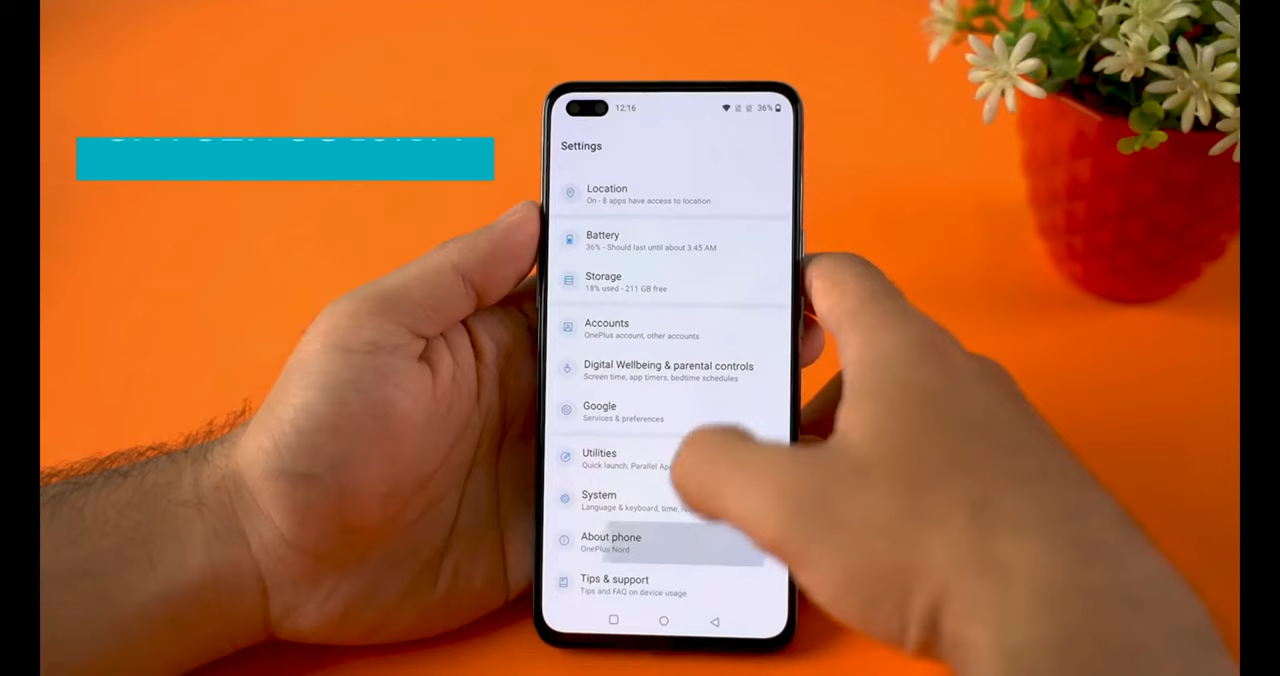 12:16
36%
Settings
Location
On - 8 apps have access to location
Battery
36% - Should last until about 3:45 AM
Storage
18% used - 211 GB free
Accounts
OnePlus account, other accounts
Digital Wellbeing & parental controls
Screen time, app timers, bedtime schedules
Google
Services & preferences
Utilities
Quick launch, Parallel
System
Language & keyboard, time,
About phone
OnePlus Nord
Tips & support
Tips and FAQ on device usage